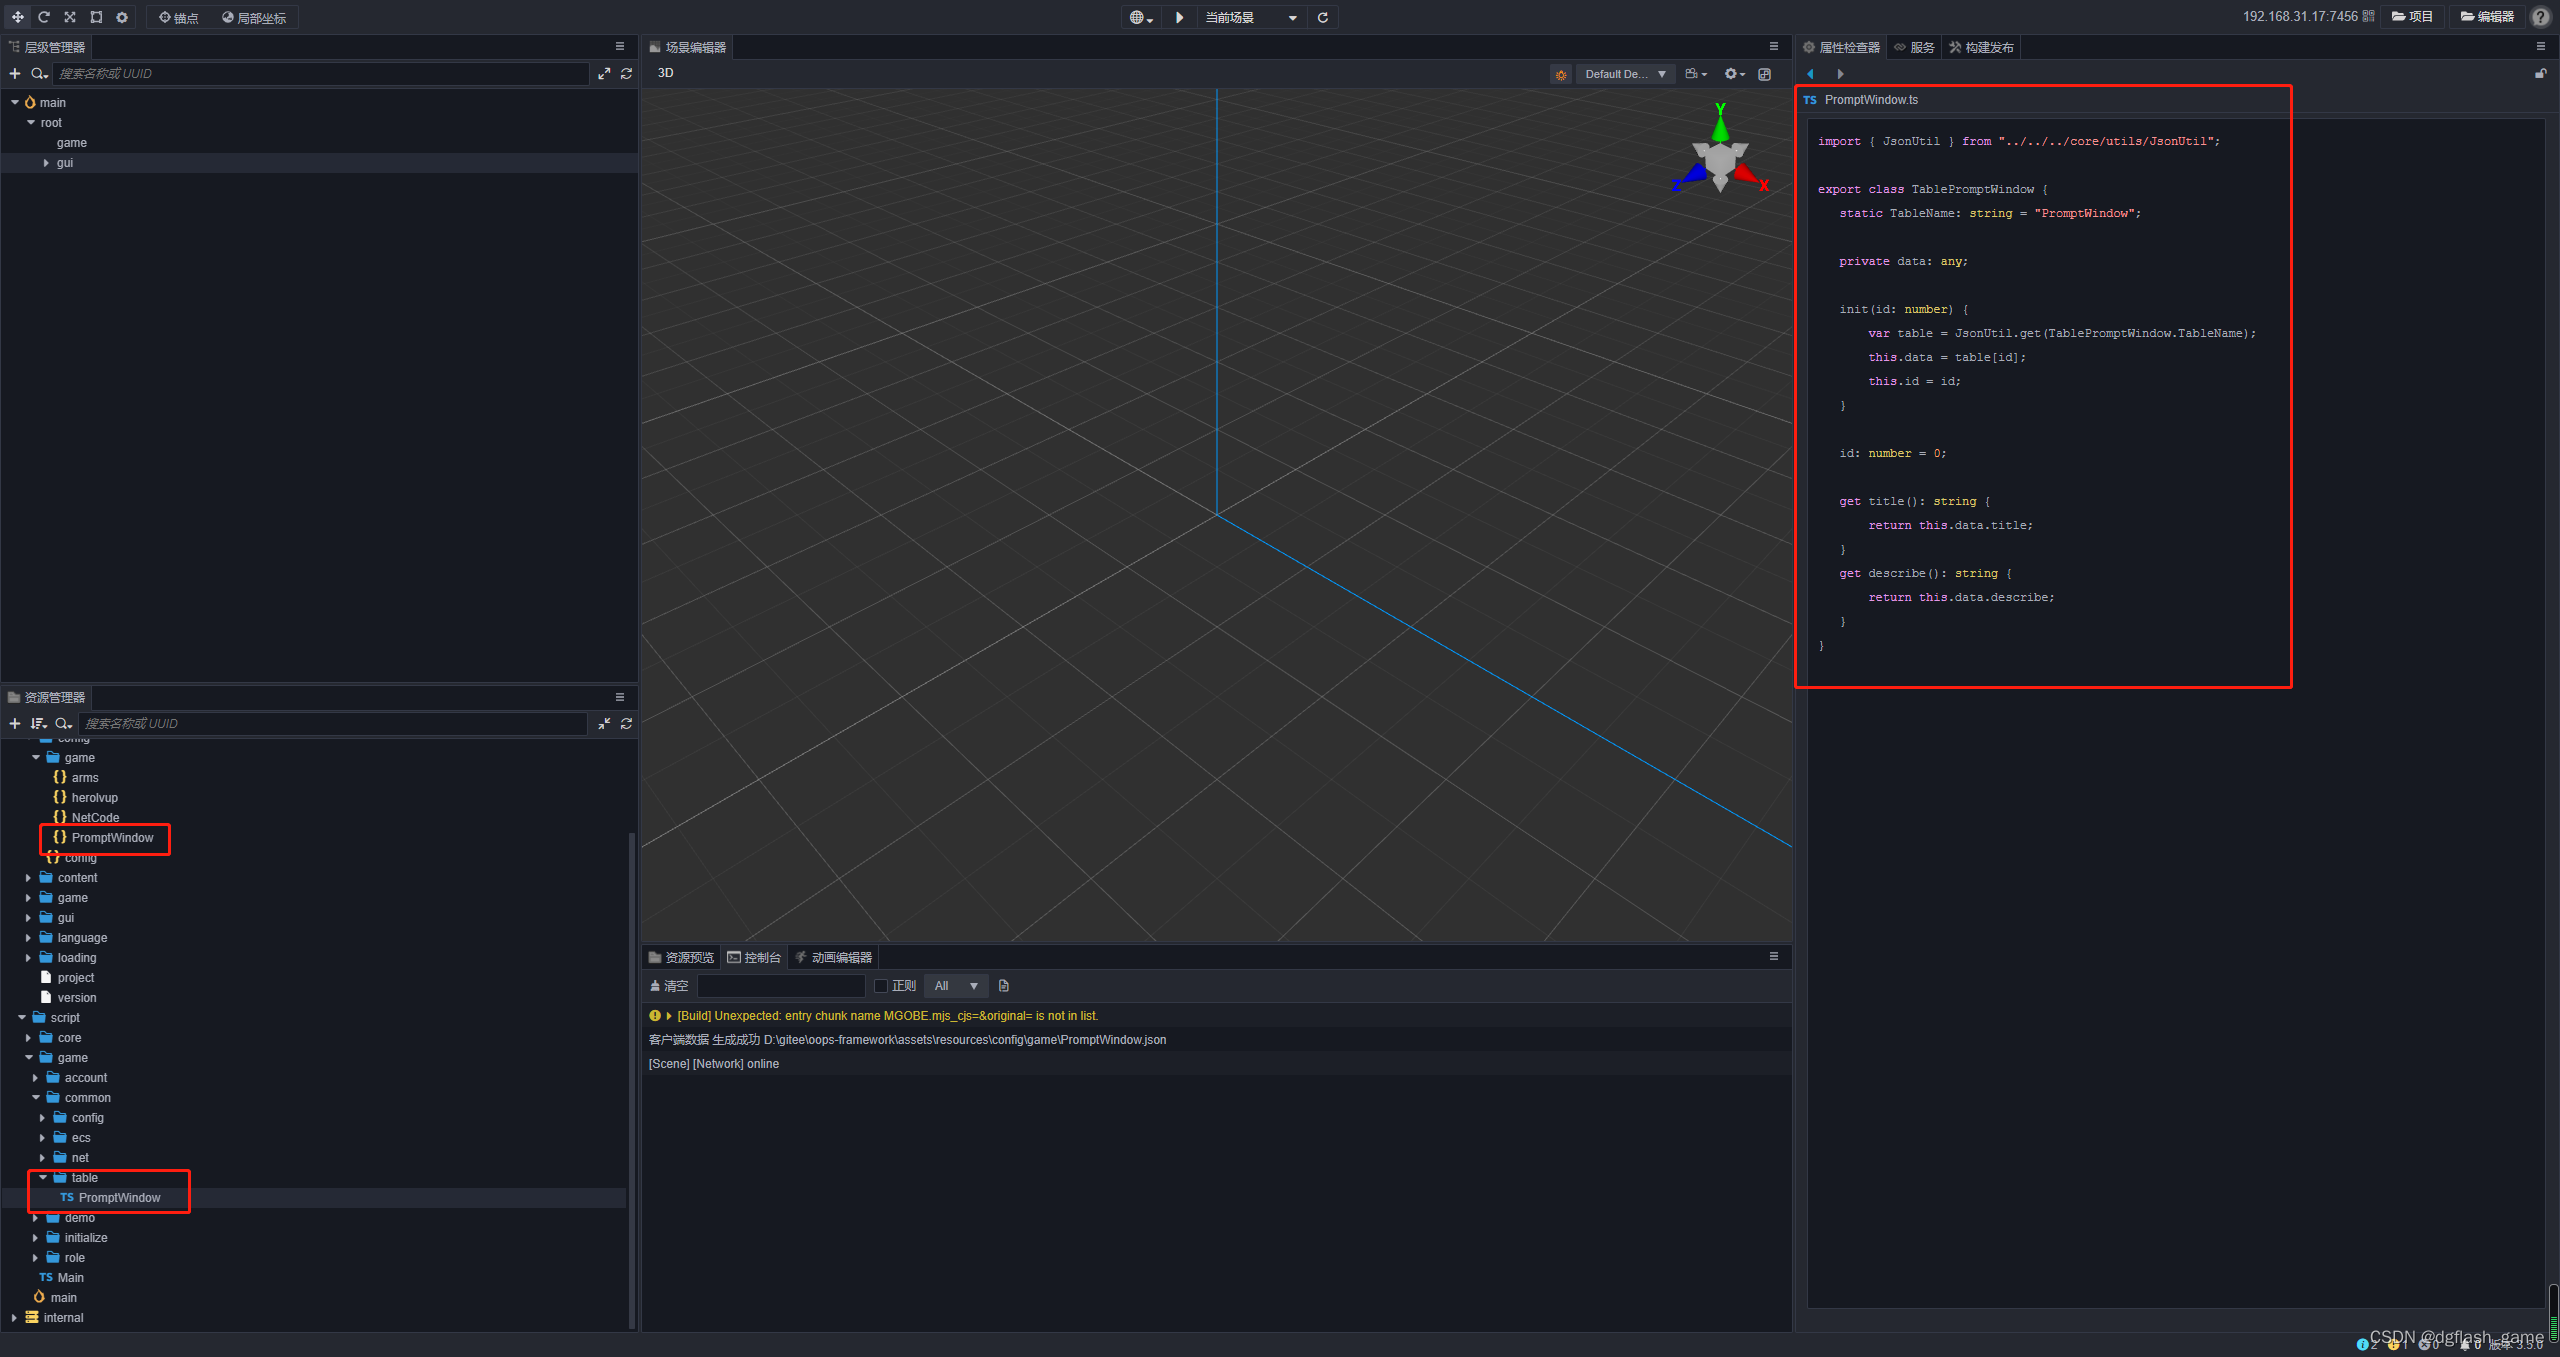 锚点 局部坐标 当前场景 192.168.31.17:7456 项目 编辑器
层级管理器
搜索名称或 UUID
main
root
game
gui
场景编辑器
3D Default De...
Y
Z
X
属性检查器 服务 构建发布
TS PromptWindow.ts
import { JsonUtil } from "../../../core/utils/JsonUtil";
export class TablePromptWindow {
static TableName: string = "PromptWindow";
private data: any;
init(id: number) {
var table = JsonUtil.get(TablePromptWindow.TableName);
this.data = table[id];
this.id = id;
}
id: number = 0;
get title(): string {
return this.data.title;
}
get describe(): string {
return this.data.describe;
}
}
资源管理器
搜索名称或 UUID
config
game
{} arms
{} herolvup
{} NetCode
{} PromptWindow
{} config
content
game
gui
language
loading
project
version
script
core
game
account
common
config
ecs
net
table
TS PromptWindow
demo
initialize
role
TS Main
main
internal
资源预览 控制台 动画编辑器
清空 正则 All
[Build] Unexpected: entry chunk name MGOBE.mjs_cjs=&original= is not in list.
客户端数据 生成成功 D:\gitee\oops-framework\assets\resources\config\game\PromptWindow.json
[Scene] [Network] online
2 1 0 0 版本 3.5.0
CSDN @dgflash_game